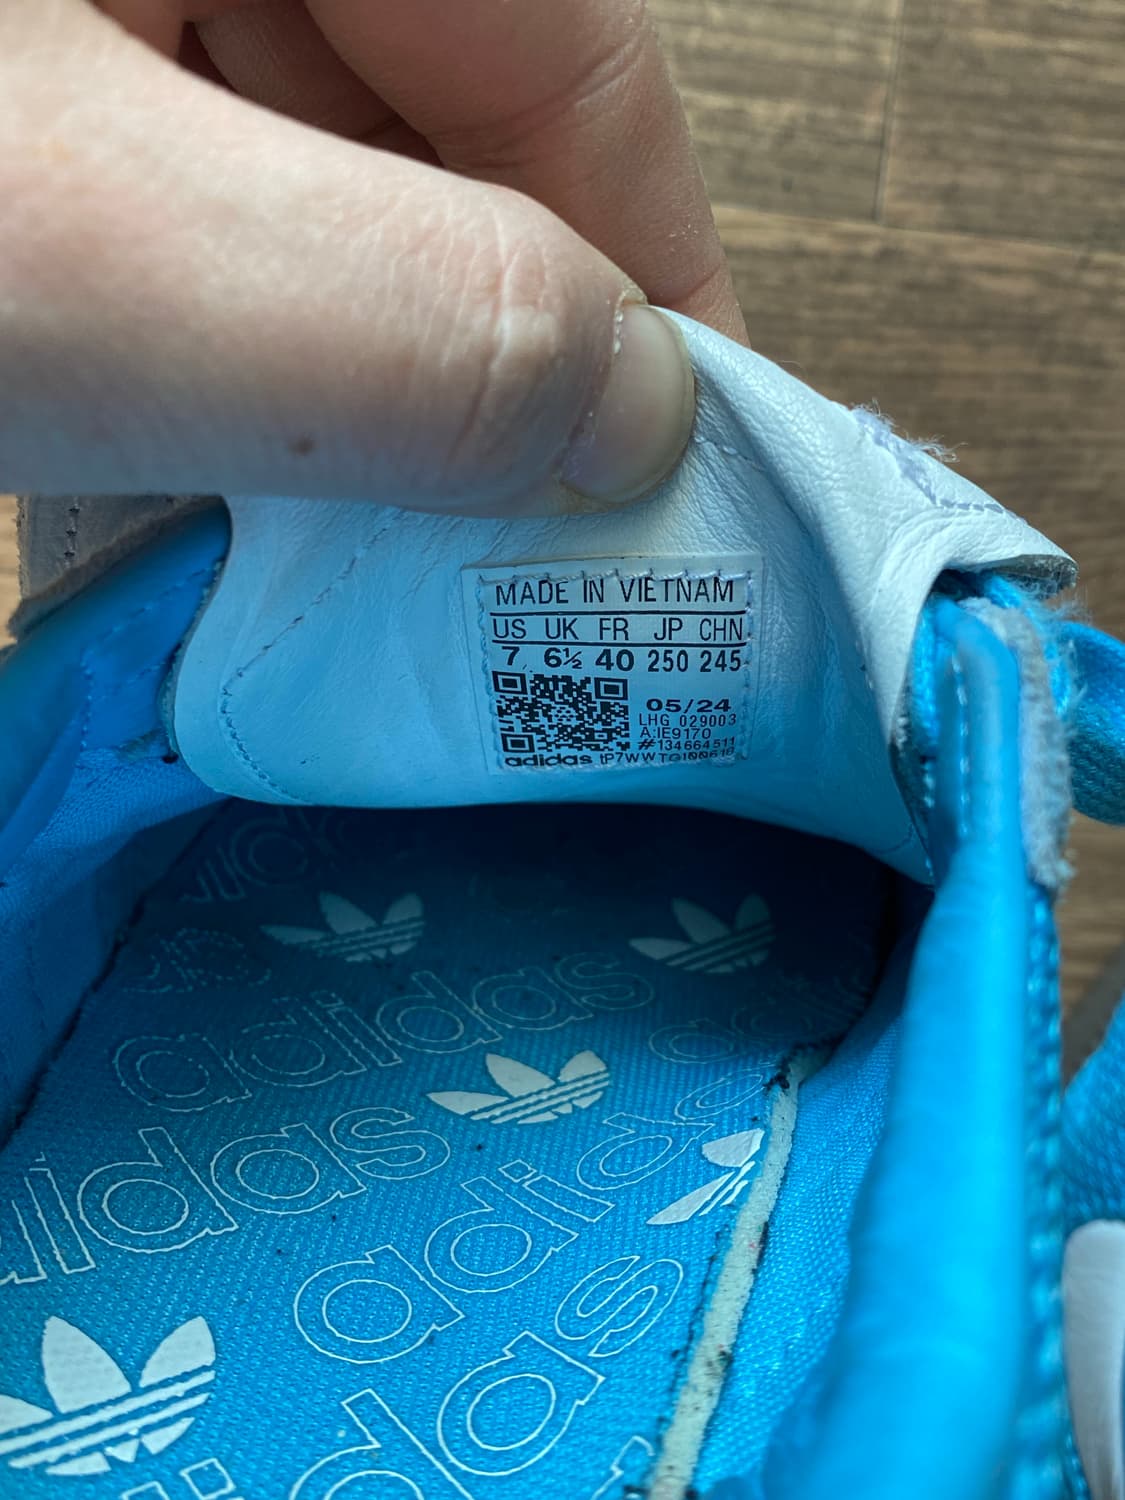 MADE IN VIETNAM
US UK FR JP CHN
7 6½ 40 250 245
05/24
LHG 029003
A:IE9170
#134664511
adidas
adidas
adidas
adidas